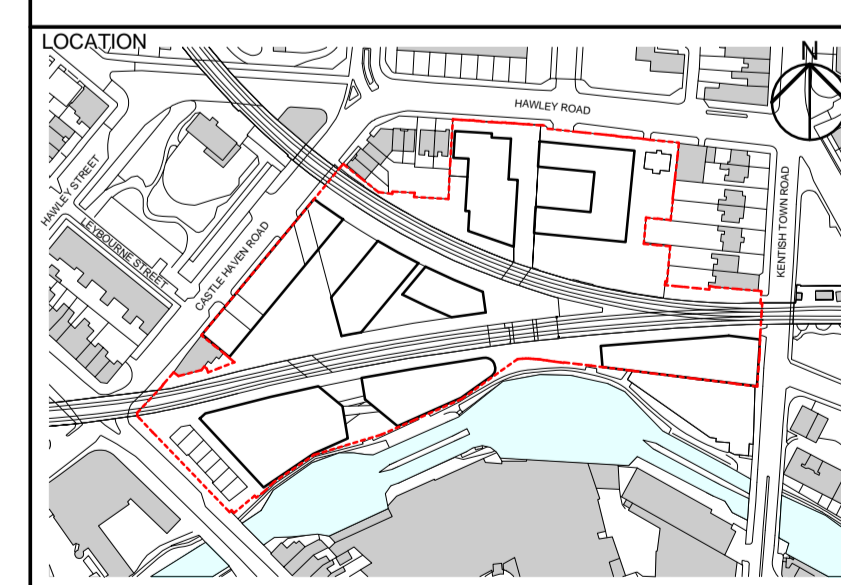 LOCATION
N
HAWLEY ROAD
HAWLEY STREET
LEYBOURNE STREET
CASTLE HAVEN ROAD
KENTISH TOWN ROAD